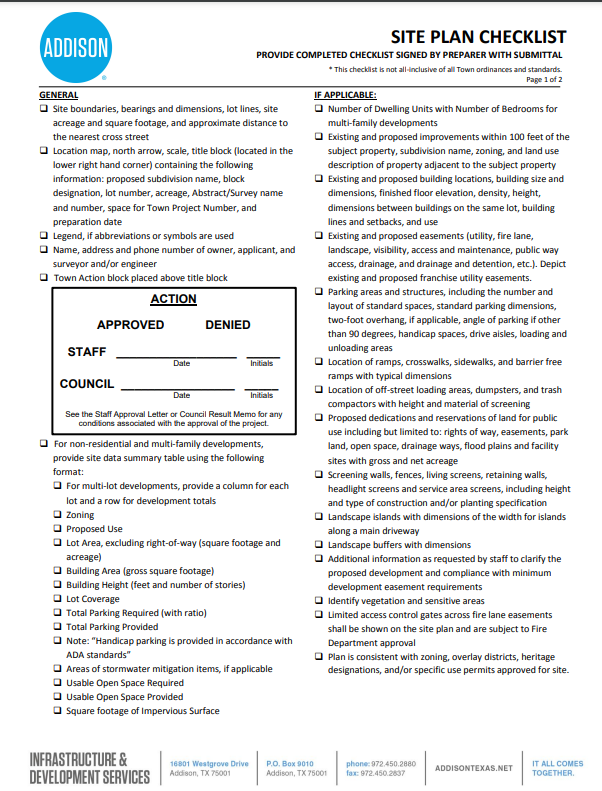 ADDISON
®
SITE PLAN CHECKLIST
PROVIDE COMPLETED CHECKLIST SIGNED BY PREPARER WITH SUBMITTAL
* This checklist is not all-inclusive of all Town ordinances and standards.
Page 1 of 2
GENERAL
❑ Site boundaries, bearings and dimensions, lot lines, site
acreage and square footage, and approximate distance to
the nearest cross street
❑ Location map, north arrow, scale, title block (located in the
lower right hand corner) containing the following
information: proposed subdivision name, block
designation, lot number, acreage, Abstract/Survey name
and number, space for Town Project Number, and
preparation date
❑ Legend, if abbreviations or symbols are used
❑ Name, address and phone number of owner, applicant, and
surveyor and/or engineer
❑ Town Action block placed above title block
ACTION
APPROVED DENIED
STAFF
Date Initials
COUNCIL
Date Initials
See the Staff Approval Letter or Council Result Memo for any
conditions associated with the approval of the project.
❑ For non-residential and multi-family developments,
provide site data summary table using the following
format:
❑ For multi-lot developments, provide a column for each
lot and a row for development totals
❑ Zoning
❑ Proposed Use
❑ Lot Area, excluding right-of-way (square footage and
acreage)
❑ Building Area (gross square footage)
❑ Building Height (feet and number of stories)
❑ Lot Coverage
❑ Total Parking Required (with ratio)
❑ Total Parking Provided
❑ Note: “Handicap parking is provided in accordance with
ADA standards”
❑ Areas of stormwater mitigation items, if applicable
❑ Usable Open Space Required
❑ Usable Open Space Provided
❑ Square footage of Impervious Surface
IF APPLICABLE:
❑ Number of Dwelling Units with Number of Bedrooms for
multi-family developments
❑ Existing and proposed improvements within 100 feet of the
subject property, subdivision name, zoning, and land use
description of property adjacent to the subject property
❑ Existing and proposed building locations, building size and
dimensions, finished floor elevation, density, height,
dimensions between buildings on the same lot, building
lines and setbacks, and use
❑ Existing and proposed easements (utility, fire lane,
landscape, visibility, access and maintenance, public way
access, drainage, and drainage and detention, etc.). Depict
existing and proposed franchise utility easements.
❑ Parking areas and structures, including the number and
layout of standard spaces, standard parking dimensions,
two-foot overhang, if applicable, angle of parking if other
than 90 degrees, handicap spaces, drive aisles, loading and
unloading areas
❑ Location of ramps, crosswalks, sidewalks, and barrier free
ramps with typical dimensions
❑ Location of off-street loading areas, dumpsters, and trash
compactors with height and material of screening
❑ Proposed dedications and reservations of land for public
use including but limited to: rights of way, easements, park
land, open space, drainage ways, flood plains and facility
sites with gross and net acreage
❑ Screening walls, fences, living screens, retaining walls,
headlight screens and service area screens, including height
and type of construction and/or planting specification
❑ Landscape islands with dimensions of the width for islands
along a main driveway
❑ Landscape buffers with dimensions
❑ Additional information as requested by staff to clarify the
proposed development and compliance with minimum
development easement requirements
❑ Identify vegetation and sensitive areas
❑ Limited access control gates across fire lane easements
shall be shown on the site plan and are subject to Fire
Department approval
❑ Plan is consistent with zoning, overlay districts, heritage
designations, and/or specific use permits approved for site.
INFRASTRUCTURE &
DEVELOPMENT SERVICES
16801 Westgrove Drive
Addison, TX 75001
P.O. Box 9010
Addison, TX 75001
phone: 972.450.2880
fax: 972.450.2837
ADDISONTEXAS.NET
IT ALL COMES
TOGETHER.